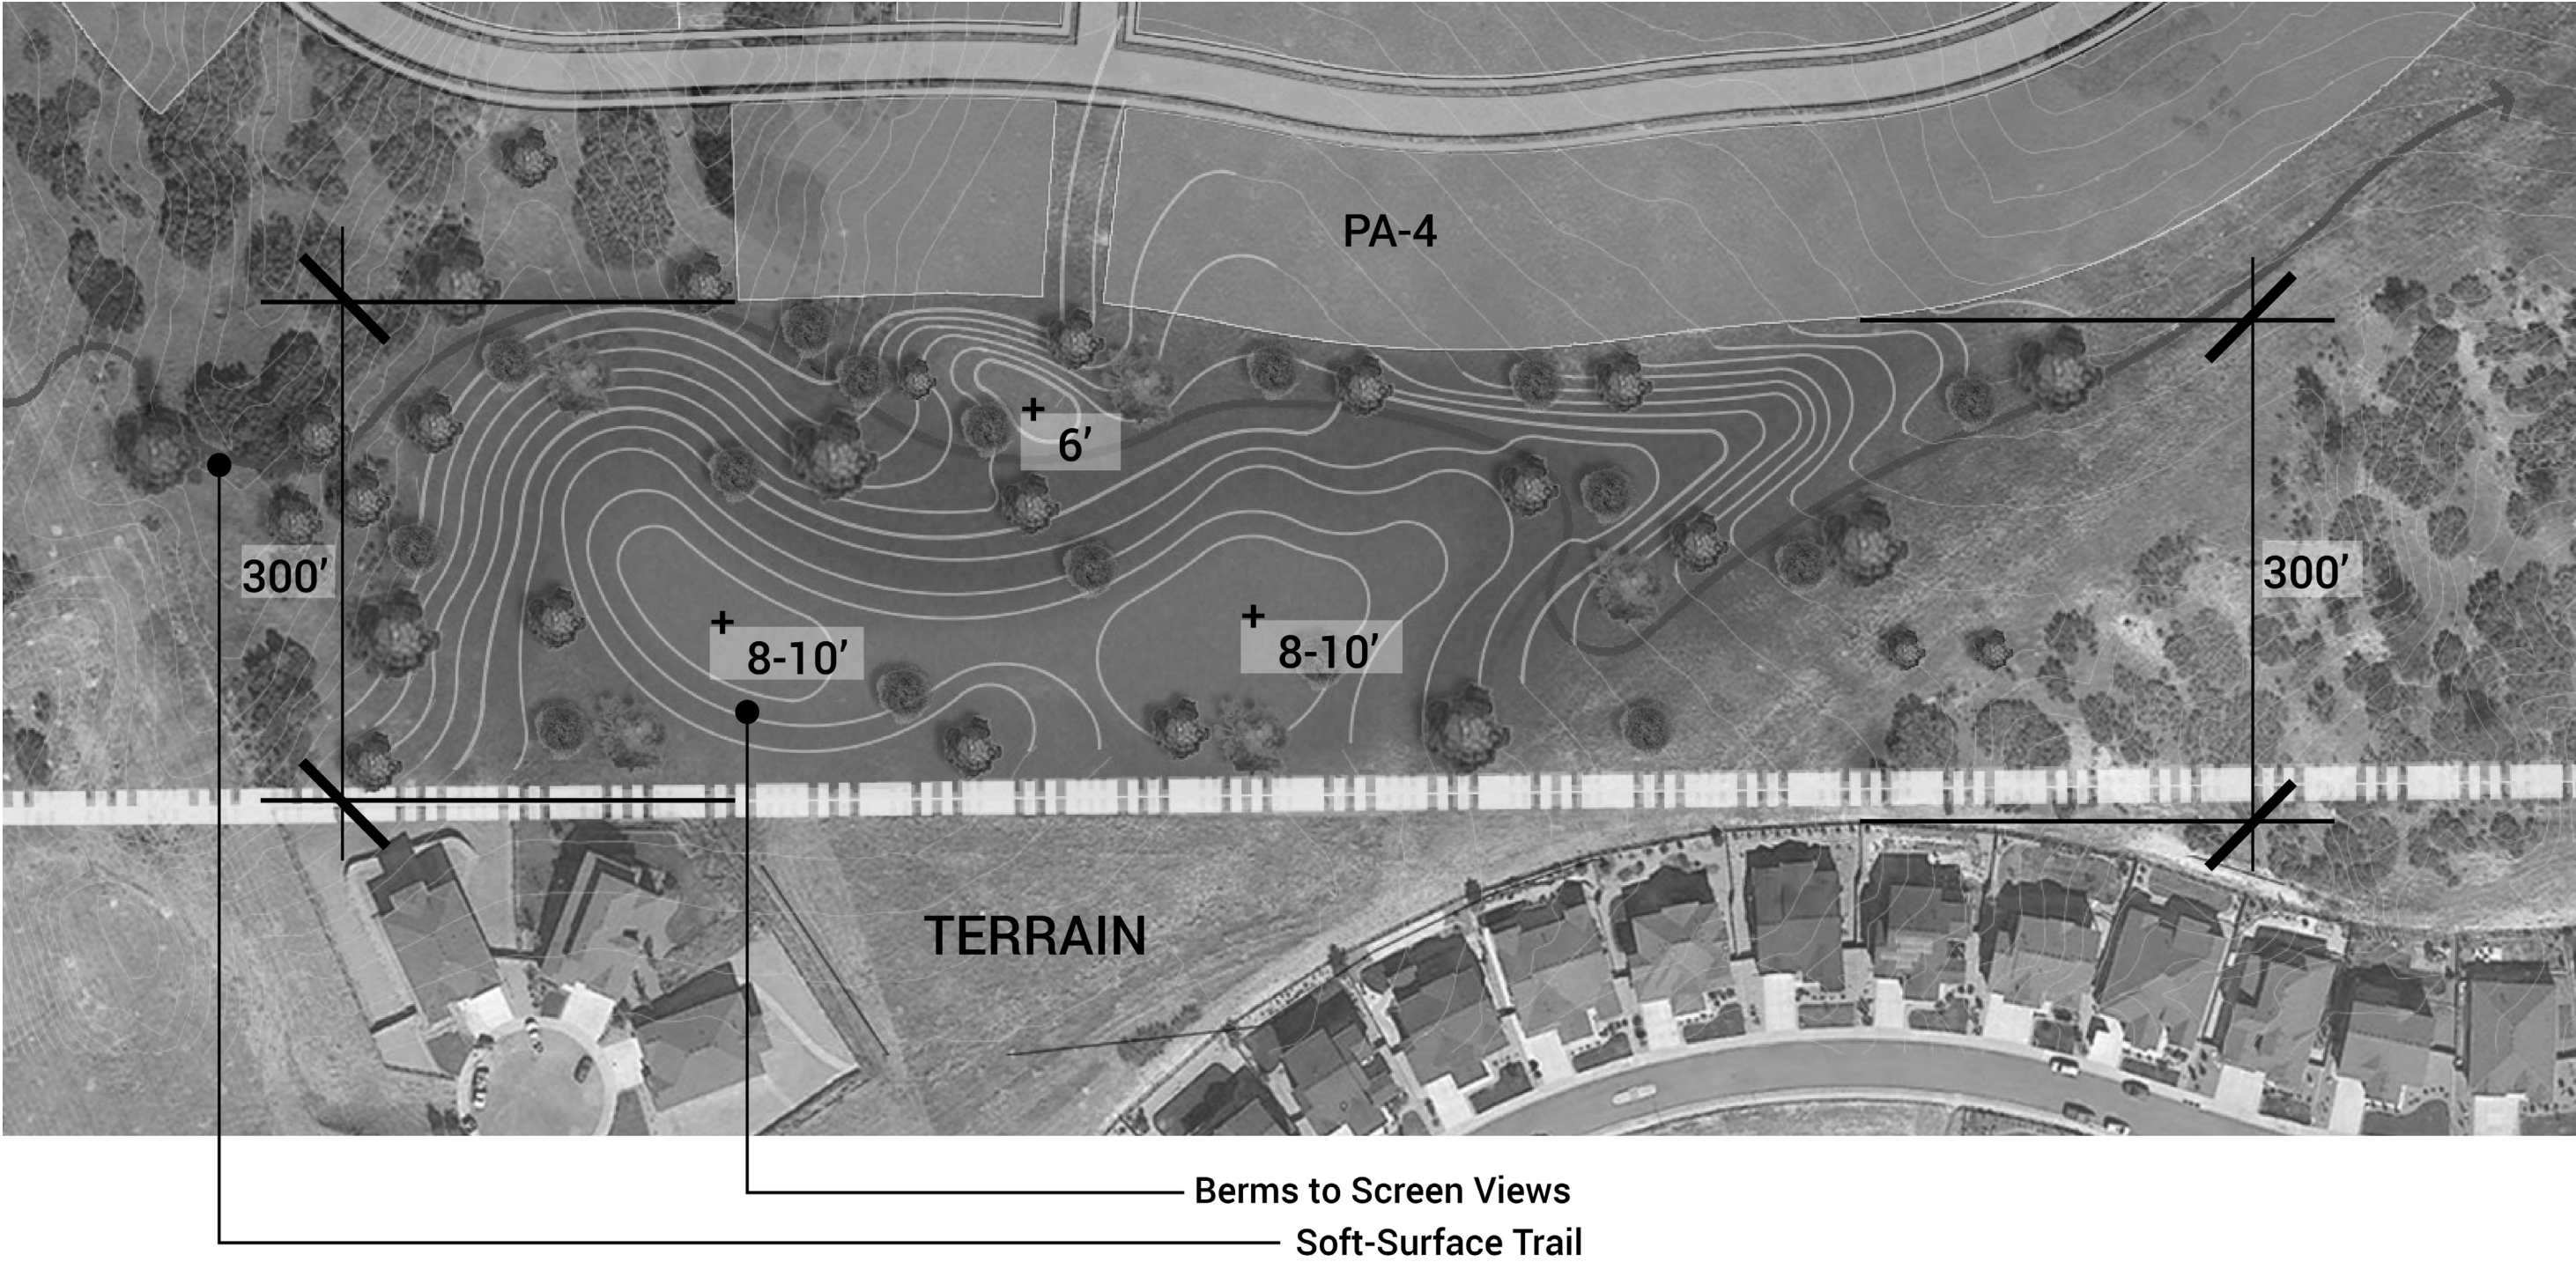 PA-4
6’
300’
300’
8-10’
8-10’
TERRAIN
Berms to Screen Views
Soft-Surface Trail